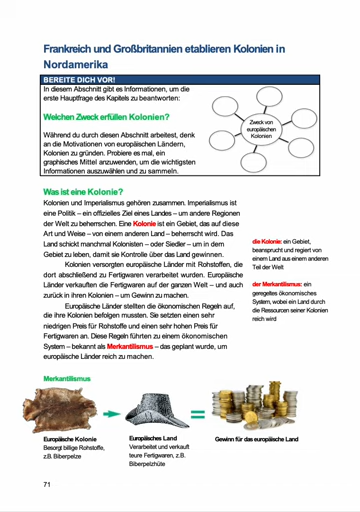 Frankreich und Großbritannien etablieren Kolonien in
Nordamerika
BEREITE DICH VOR!
In diesem Abschnitt gibt es Informationen, um die
erste Hauptfrage des Kapitels zu beantworten:
Welchen Zweck erfüllen Kolonien?
Während du durch diesen Abschnitt arbeitest, denk
an die Motivationen von europäischen Ländern,
Kolonien zu gründen. Probiere es mal, ein
graphisches Mittel anzuwenden, um die wichtigsten
Informationen auszuwählen und zu sammeln.
Zweck von
europäischen
Kolonien
Was ist eine Kolonie?
Kolonien und Imperialismus gehören zusammen. Imperialismus ist
eine Politik – ein offizielles Ziel eines Landes – um andere Regionen
der Welt zu beherrschen. Eine Kolonie ist ein Gebiet, das auf diese
Art und Weise – von einem anderen Land – beherrscht wird. Das
Land schickt manchmal Kolonisten – oder Siedler – um in dem
Gebiet zu leben, damit sie Kontrolle über das Land gewinnen.
Kolonien versorgten europäische Länder mit Rohstoffen, die
dort abschließend zu Fertigwaren verarbeitet wurden. Europäische
Länder verkauften die Fertigwaren auf der ganzen Welt – und auch
zurück in ihren Kolonien – um Gewinn zu machen.
Europäische Länder stellten die ökonomischen Regeln auf,
die ihre Kolonien befolgen mussten. Sie setzten einen sehr
niedrigen Preis für Rohstoffe und einen sehr hohen Preis für
Fertigwaren an. Diese Regeln führten zu einem ökonomischen
System – bekannt als Merkantilismus – das geplant wurde, um
europäische Länder reich zu machen.
die Kolonie: ein Gebiet,
beansprucht und regiert von
einem Land aus einem anderen
Teil der Welt
der Merkantilismus: ein
geregeltes ökonomisches
System, wobei ein Land durch
die Ressourcen seiner Kolonien
reich wird
Merkantilismus
Europäische Kolonie
Besorgt billige Rohstoffe,
z.B. Biberpelze
Europäisches Land
Verarbeitet und verkauft
teure Fertigwaren, z.B.
Biberpelzhüte
Gewinn für das europäische Land
71